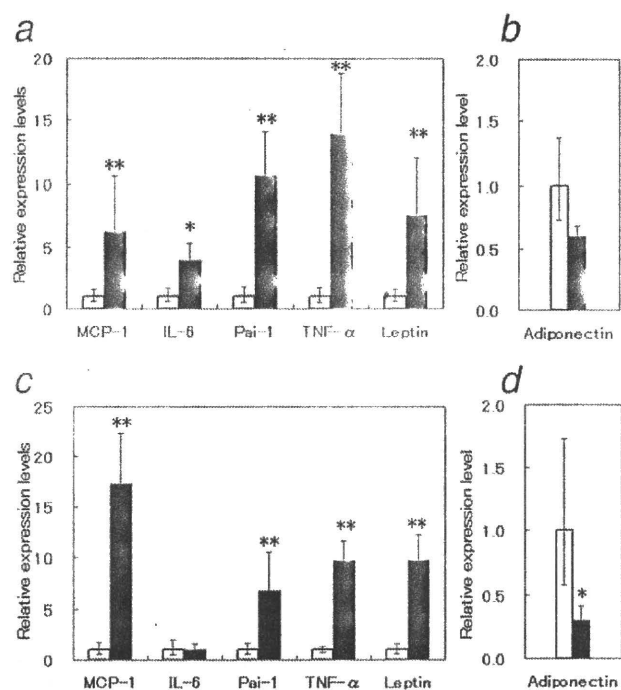 a
b
Relative expression levels
20
15
10
5
0
** * ** ** **
MCP-1 IL-6 Pai-1 TNF-α Leptin
Relative expression level
2.0
1.5
1.0
0.5
0.0
Adiponectin
c
d
Relative expression levels
25
20
15
10
5
0
** ** ** **
MCP-1 IL-6 Pai-1 TNF-α Leptin
Relative expression level
2.0
1.5
1.0
0.5
0.0
*
Adiponectin